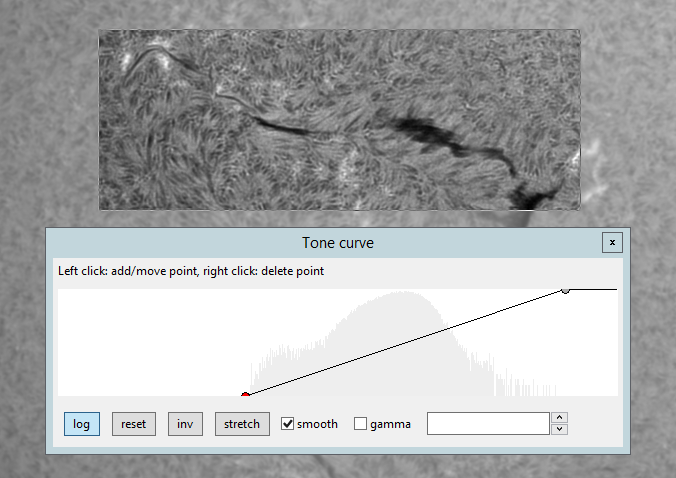 Tone curve
x
Left click: add/move point, right click: delete point
log reset inv stretch smooth gamma